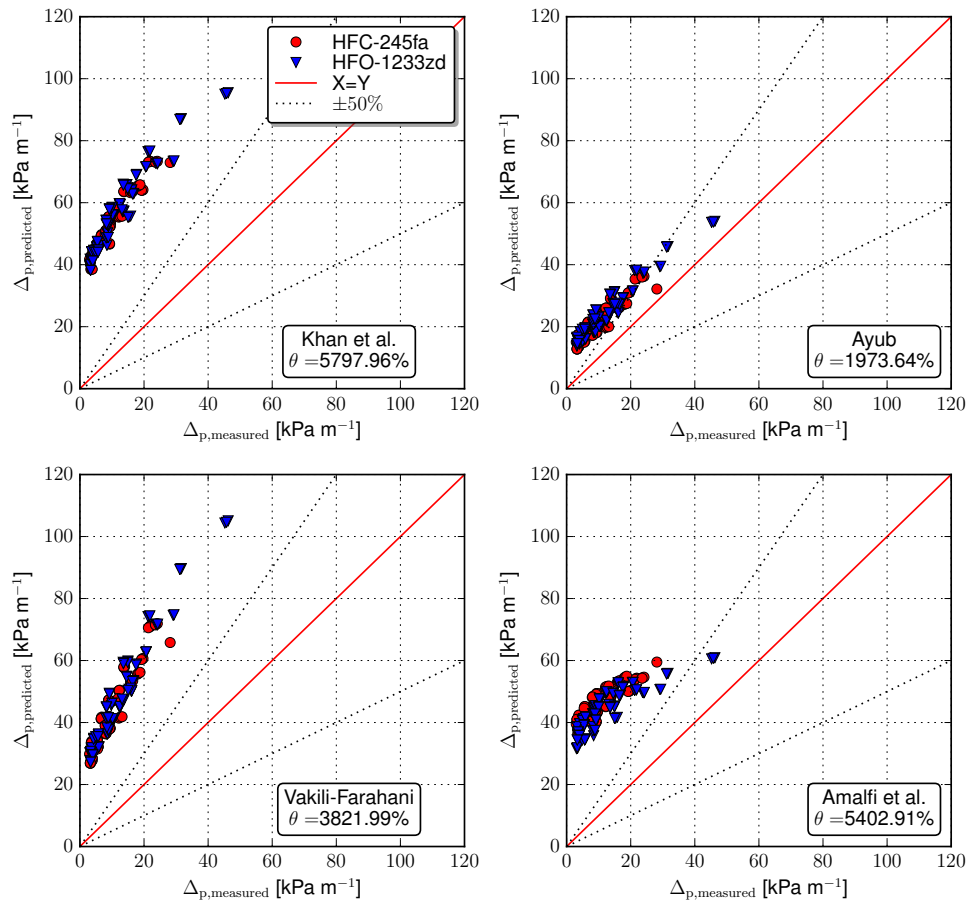 120
100
80
60
40
20
0
Δp,predicted [kPa m−1]
HFC-245fa
HFO-1233zd
X=Y
±50%
Khan et al.
θ =5797.96%
0 20 40 60 80 100 120
Δp,measured [kPa m−1]
120
100
80
60
40
20
0
Δp,predicted [kPa m−1]
Ayub
θ =1973.64%
0 20 40 60 80 100 120
Δp,measured [kPa m−1]
120
100
80
60
40
20
0
Δp,predicted [kPa m−1]
Vakili-Farahani
θ =3821.99%
0 20 40 60 80 100 120
Δp,measured [kPa m−1]
120
100
80
60
40
20
0
Δp,predicted [kPa m−1]
Amalfi et al.
θ =5402.91%
0 20 40 60 80 100 120
Δp,measured [kPa m−1]